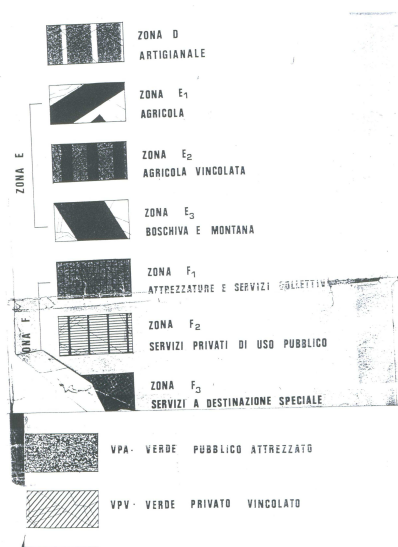 ZONA D
ARTIGIANALE
ZONA E
ZONA E1
AGRICOLA
ZONA E2
AGRICOLA VINCOLATA
ZONA E3
BOSCHIVA E MONTANA
ONA F
ZONA F1
ATTREZZATURE E SERVIZI COLLETTIVI
ZONA F2
SERVIZI PRIVATI DI USO PUBBLICO
ZONA F3
SERVIZI A DESTINAZIONE SPECIALE
VPA- VERDE PUBBLICO ATTREZZATO
VPV- VERDE PRIVATO VINCOLATO